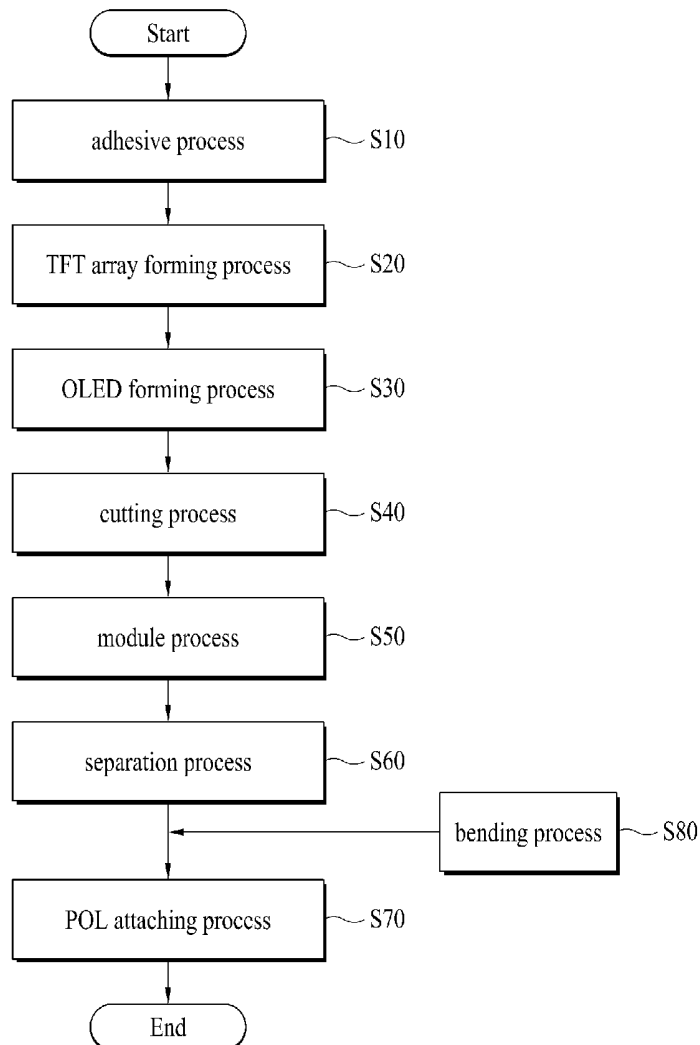 Start
adhesive process
S10
TFT array forming process
S20
OLED forming process
S30
cutting process
S40
module process
S50
separation process
S60
bending process
S80
POL attaching process
S70
End